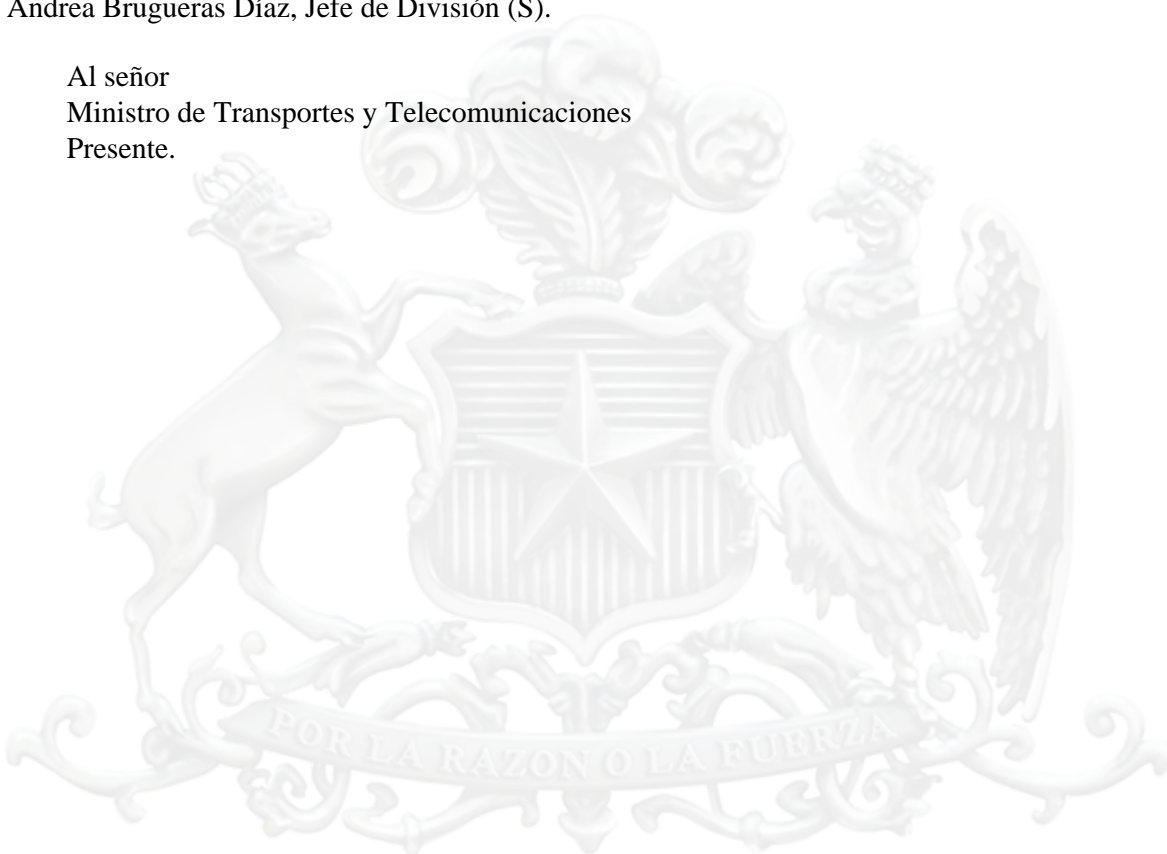 Andrea Brugueras Díaz, Jefe de División (S).
Al señor
Ministro de Transportes y Telecomunicaciones
Presente.
POR LA RAZON O LA FUERZA